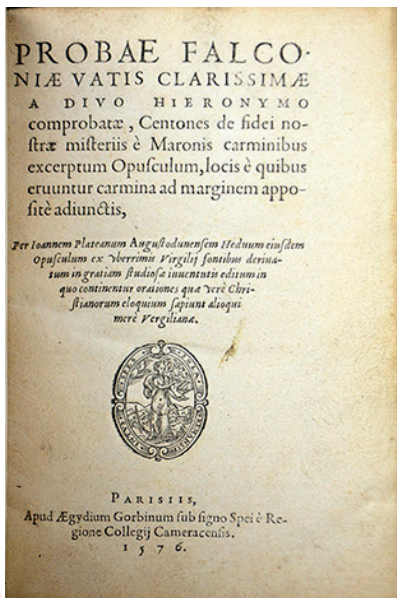 PROBAE FALCO-
NIÆ VATIS CLARISSIMÆ
A DIVO HIERONYMO
comprobatæ, Centones de fidei no-
stræ misteriis è Maronis carminibus
excerptum Opusculum, locis è quibus
eruuntur carmina ad marginem appo-
sitè adiunctis,
Per Ioannem Plateanum Augustodunensem Heduum eiusdem
Opusculum ex vberrimis Virgilij fontibus deriua-
tum in gratiam studiosæ iuuentutis editum in
quo continentur orationes quæ verè Chri-
stianorum eloquium sapiunt alioqui
merè Vergilianæ.
PARISIIS,
Apud Ægydium Gorbinum sub signo Spei è Re-
gione Collegij Cameracensis.
1576.